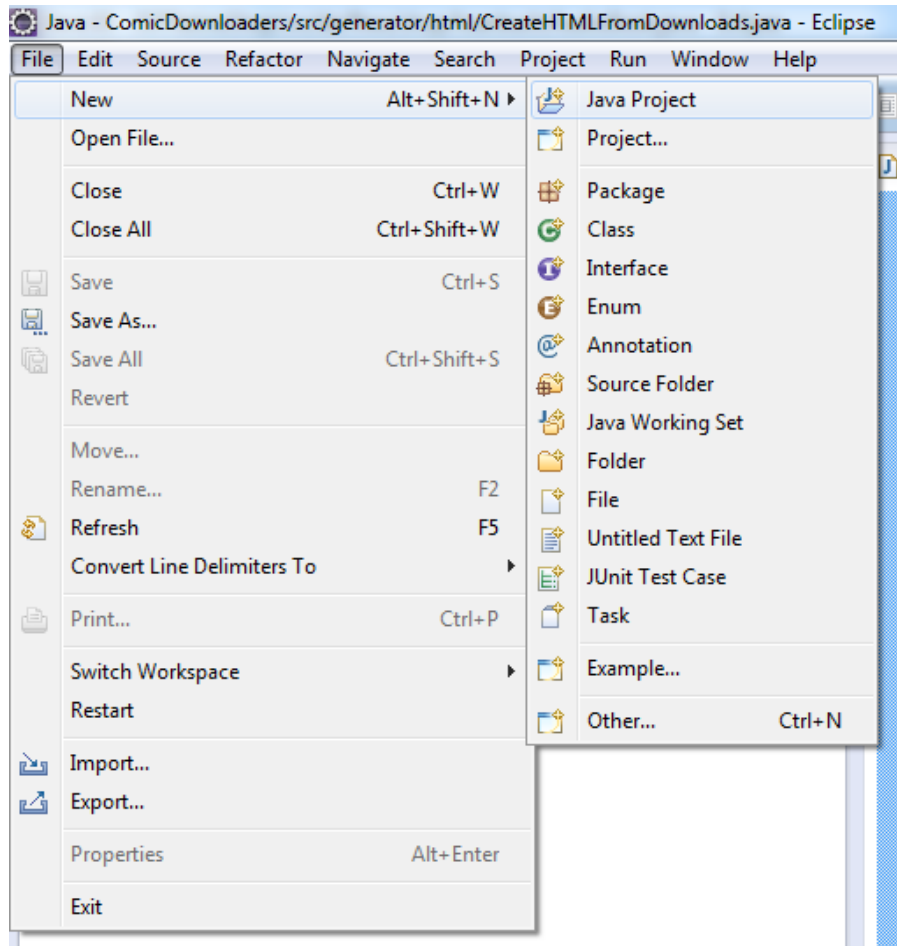 Java - ComicDownloaders/src/generator/html/CreateHTMLFromDownloads.java - Eclipse
File Edit Source Refactor Navigate Search Project Run Window Help
New Alt+Shift+N
Open File...
Close Ctrl+W
Close All Ctrl+Shift+W
Save Ctrl+S
Save As...
Save All Ctrl+Shift+S
Revert
Move...
Rename... F2
Refresh F5
Convert Line Delimiters To
Print... Ctrl+P
Switch Workspace
Restart
Import...
Export...
Properties Alt+Enter
Exit
Java Project
Project...
Package
Class
Interface
Enum
Annotation
Source Folder
Java Working Set
Folder
File
Untitled Text File
JUnit Test Case
Task
Example...
Other... Ctrl+N